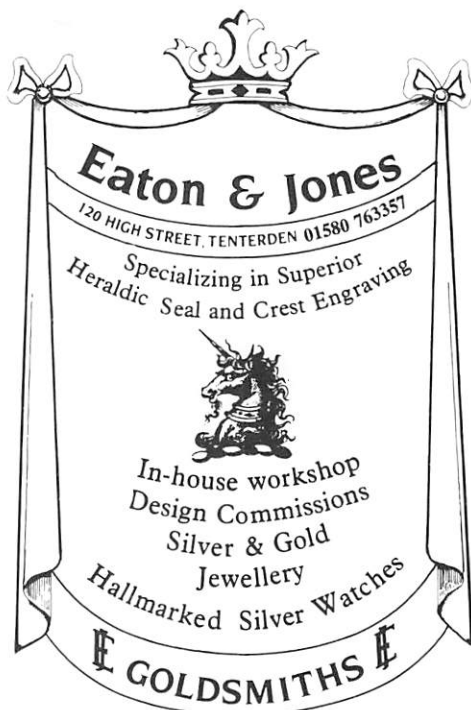 Eaton & Jones
120 HIGH STREET, TENTERDEN 01580 763357
Specializing in Superior
Heraldic Seal and Crest Engraving
In-house workshop
Design Commissions
Silver & Gold
Jewellery
Hallmarked Silver Watches
GOLDSMITHS